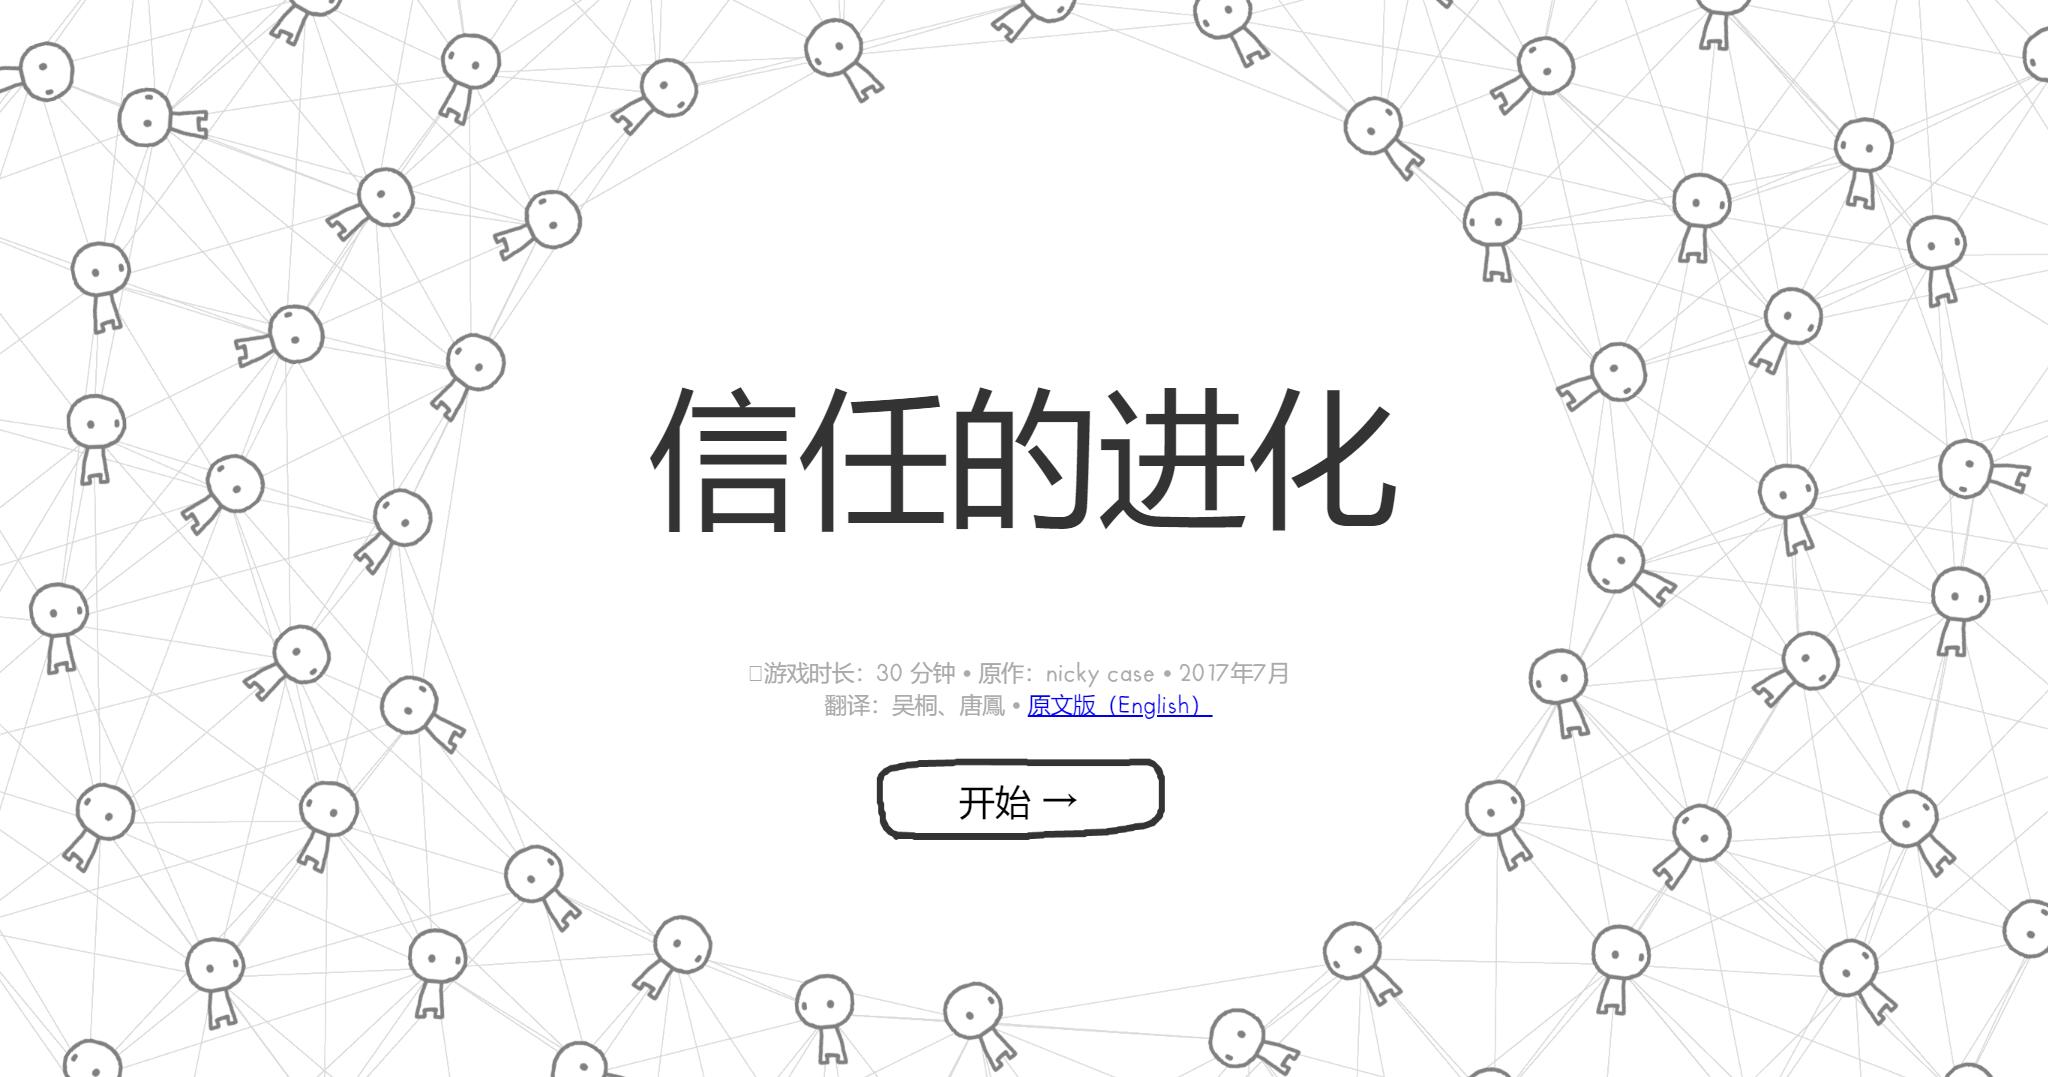 信任的进化
游戏时长：30 分钟 • 原作：nicky case • 2017年7月
翻译：吴桐、唐鳳 • 原文版（English）
开始 →